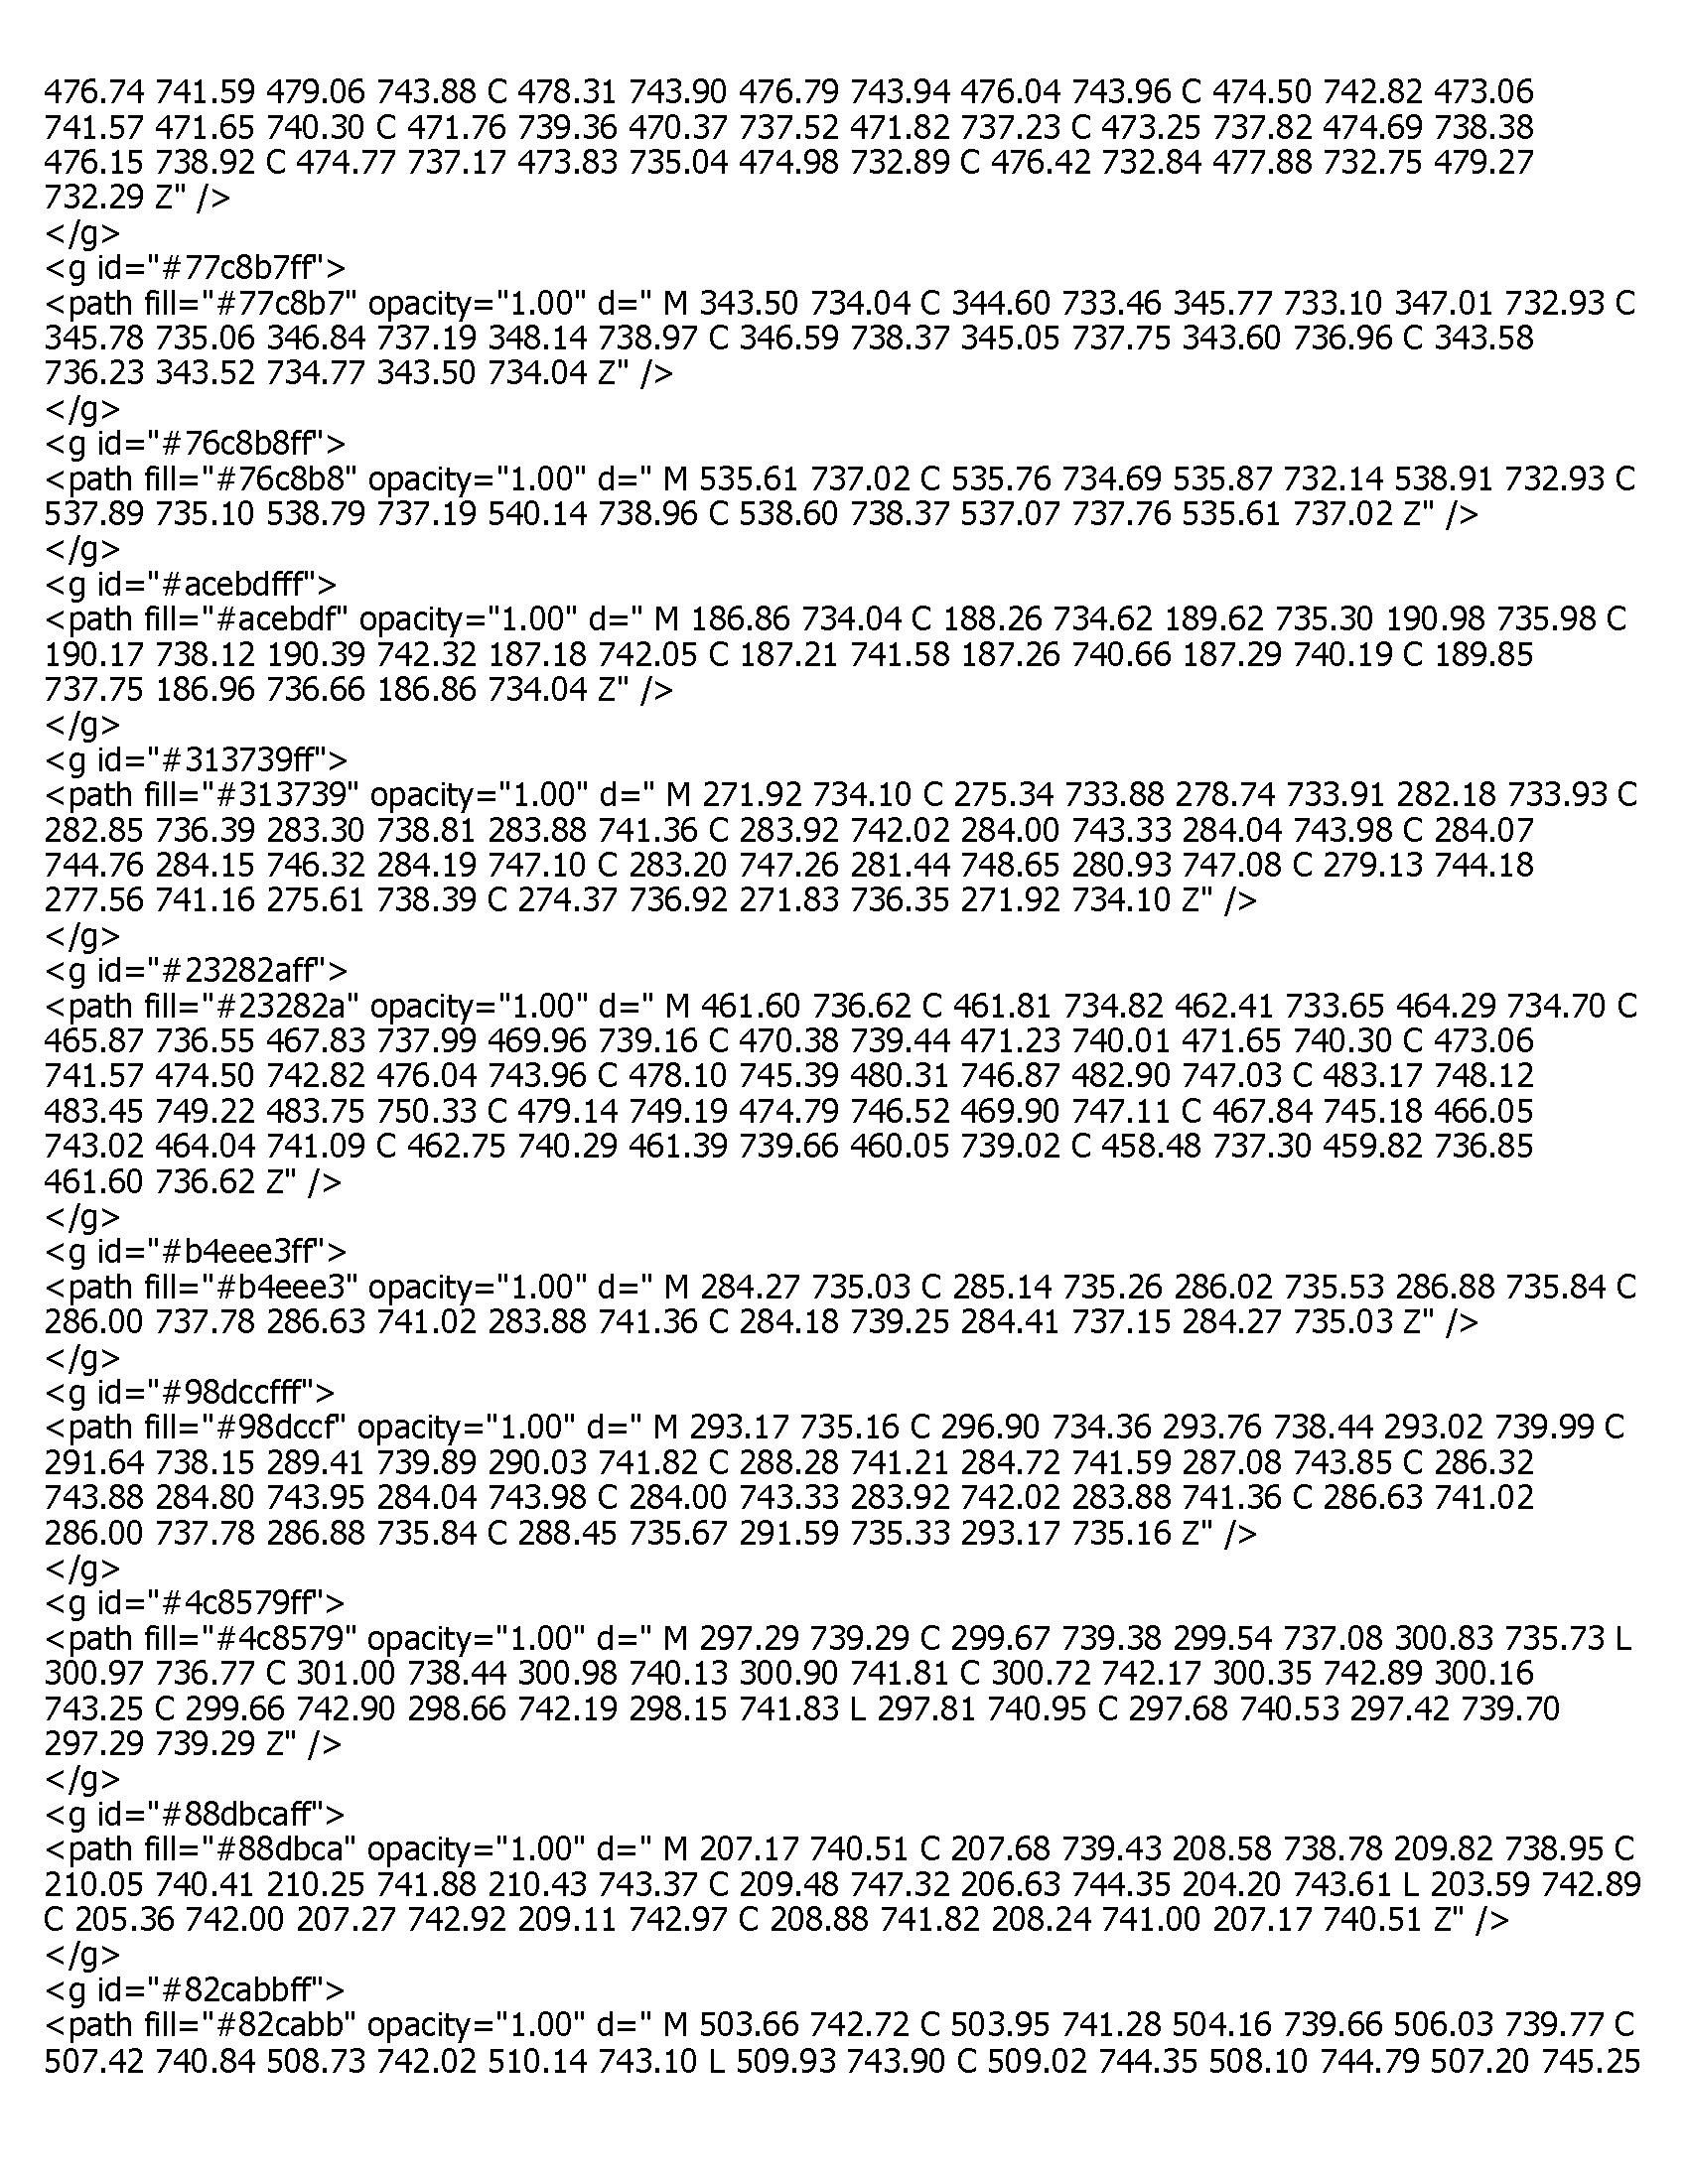 476.74 741.59 479.06 743.88 C 478.31 743.90 476.79 743.94 476.04 743.96 C 474.50 742.82 473.06
741.57 471.65 740.30 C 471.76 739.36 470.37 737.52 471.82 737.23 C 473.25 737.82 474.69 738.38
476.15 738.92 C 474.77 737.17 473.83 735.04 474.98 732.89 C 476.42 732.84 477.88 732.75 479.27
732.29 Z" />
</g>
<g id="#77c8b7ff">
<path fill="#77c8b7" opacity="1.00" d=" M 343.50 734.04 C 344.60 733.46 345.77 733.10 347.01 732.93 C
345.78 735.06 346.84 737.19 348.14 738.97 C 346.59 738.37 345.05 737.75 343.60 736.96 C 343.58
736.23 343.52 734.77 343.50 734.04 Z" />
</g>
<g id="#76c8b8ff">
<path fill="#76c8b8" opacity="1.00" d=" M 535.61 737.02 C 535.76 734.69 535.87 732.14 538.91 732.93 C
537.89 735.10 538.79 737.19 540.14 738.96 C 538.60 738.37 537.07 737.76 535.61 737.02 Z" />
</g>
<g id="#acebdfff">
<path fill="#acebdf" opacity="1.00" d=" M 186.86 734.04 C 188.26 734.62 189.62 735.30 190.98 735.98 C
190.17 738.12 190.39 742.32 187.18 742.05 C 187.21 741.58 187.26 740.66 187.29 740.19 C 189.85
737.75 186.96 736.66 186.86 734.04 Z" />
</g>
<g id="#313739ff">
<path fill="#313739" opacity="1.00" d=" M 271.92 734.10 C 275.34 733.88 278.74 733.91 282.18 733.93 C
282.85 736.39 283.30 738.81 283.88 741.36 C 283.92 742.02 284.00 743.33 284.04 743.98 C 284.07
744.76 284.15 746.32 284.19 747.10 C 283.20 747.26 281.44 748.65 280.93 747.08 C 279.13 744.18
277.56 741.16 275.61 738.39 C 274.37 736.92 271.83 736.35 271.92 734.10 Z" />
</g>
<g id="#23282aff">
<path fill="#23282a" opacity="1.00" d=" M 461.60 736.62 C 461.81 734.82 462.41 733.65 464.29 734.70 C
465.87 736.55 467.83 737.99 469.96 739.16 C 470.38 739.44 471.23 740.01 471.65 740.30 C 473.06
741.57 474.50 742.82 476.04 743.96 C 478.10 745.39 480.31 746.87 482.90 747.03 C 483.17 748.12
483.45 749.22 483.75 750.33 C 479.14 749.19 474.79 746.52 469.90 747.11 C 467.84 745.18 466.05
743.02 464.04 741.09 C 462.75 740.29 461.39 739.66 460.05 739.02 C 458.48 737.30 459.82 736.85
461.60 736.62 Z" />
</g>
<g id="#b4eee3ff">
<path fill="#b4eee3" opacity="1.00" d=" M 284.27 735.03 C 285.14 735.26 286.02 735.53 286.88 735.84 C
286.00 737.78 286.63 741.02 283.88 741.36 C 284.18 739.25 284.41 737.15 284.27 735.03 Z" />
</g>
<g id="#98dccfff">
<path fill="#98dccf" opacity="1.00" d=" M 293.17 735.16 C 296.90 734.36 293.76 738.44 293.02 739.99 C
291.64 738.15 289.41 739.89 290.03 741.82 C 288.28 741.21 284.72 741.59 287.08 743.85 C 286.32
743.88 284.80 743.95 284.04 743.98 C 284.00 743.33 283.92 742.02 283.88 741.36 C 286.63 741.02
286.00 737.78 286.88 735.84 C 288.45 735.67 291.59 735.33 293.17 735.16 Z" />
</g>
<g id="#4c8579ff">
<path fill="#4c8579" opacity="1.00" d=" M 297.29 739.29 C 299.67 739.38 299.54 737.08 300.83 735.73 L
300.97 736.77 C 301.00 738.44 300.98 740.13 300.90 741.81 C 300.72 742.17 300.35 742.89 300.16
743.25 C 299.66 742.90 298.66 742.19 298.15 741.83 L 297.81 740.95 C 297.68 740.53 297.42 739.70
297.29 739.29 Z" />
</g>
<g id="#88dbcaff">
<path fill="#88dbca" opacity="1.00" d=" M 207.17 740.51 C 207.68 739.43 208.58 738.78 209.82 738.95 C
210.05 740.41 210.25 741.88 210.43 743.37 C 209.48 747.32 206.63 744.35 204.20 743.61 L 203.59 742.89
C 205.36 742.00 207.27 742.92 209.11 742.97 C 208.88 741.82 208.24 741.00 207.17 740.51 Z" />
</g>
<g id="#82cabbff">
<path fill="#82cabb" opacity="1.00" d=" M 503.66 742.72 C 503.95 741.28 504.16 739.66 506.03 739.77 C
507.42 740.84 508.73 742.02 510.14 743.10 L 509.93 743.90 C 509.02 744.35 508.10 744.79 507.20 745.25